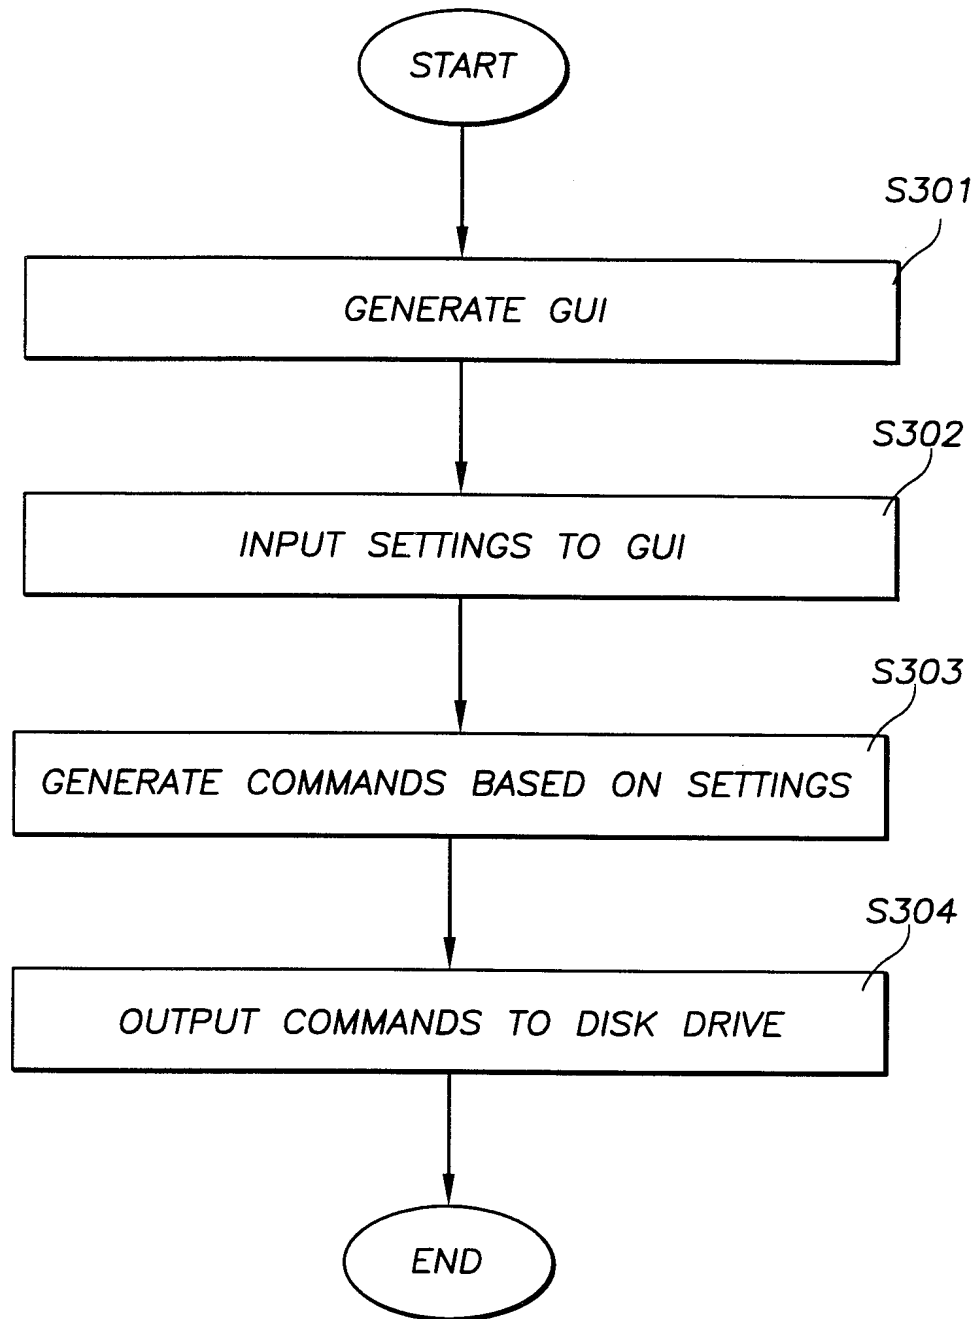 START
S301
GENERATE GUI
S302
INPUT SETTINGS TO GUI
S303
GENERATE COMMANDS BASED ON SETTINGS
S304
OUTPUT COMMANDS TO DISK DRIVE
END